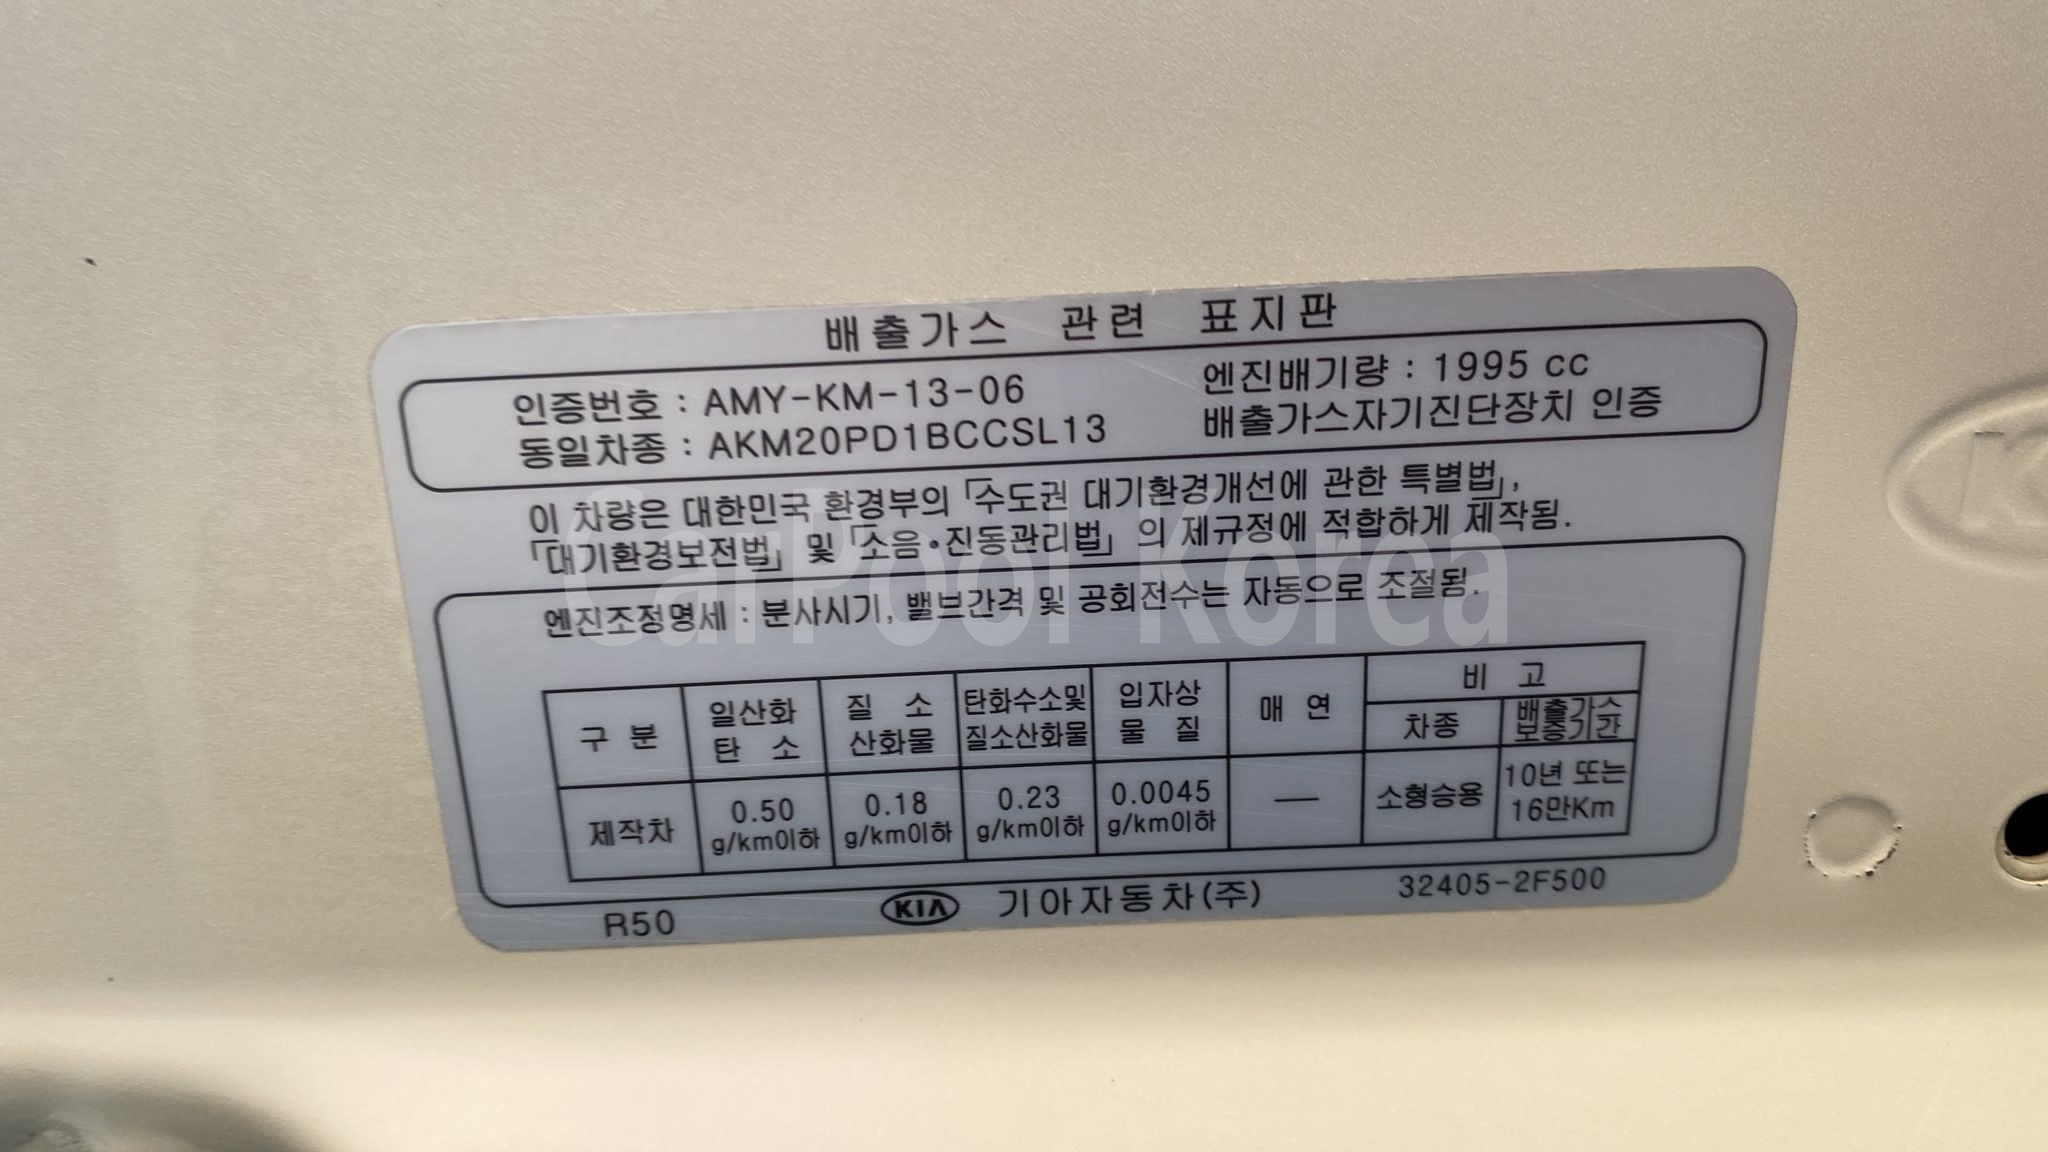 배출가스 관련 표지판
인증번호 : AMY-KM-13-06
동일차종 : AKM20PD1BCCSL13
엔진배기량 : 1995 cc
배출가스자기진단장치 인증
이 차량은 대한민국 환경부의 「수도권 대기환경개선에 관한 특별법」,
「대기환경보전법」 및 「소음•진동관리법」 의 제규정에 적합하게 제작됨.
CarPool Korea
엔진조정명세 : 분사시기, 밸브간격 및 공회전수는 자동으로 조절됨.
구 분 일산화 탄 소 질 소 산화물 탄화수소및 질소산화물 입자상 물 질 매 연 비 고
차종 배출가스 보증기간
제작차 0.50 g/km이하 0.18 g/km이하 0.23 g/km이하 0.0045 g/km이하 — 소형승용 10년 또는 16만Km
R50 KIA 기아자동차(주) 32405-2F500